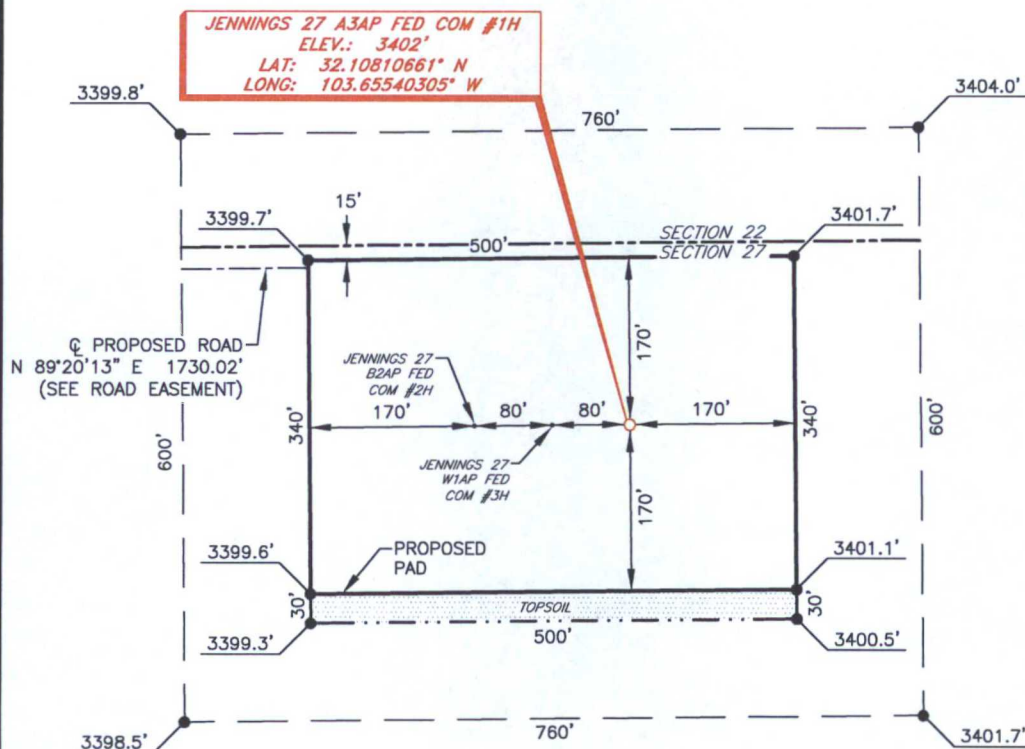 JENNINGS 27 A3AP FED COM #1H
ELEV.: 3402'
LAT: 32.10810661° N
LONG: 103.65540305° W
3399.8'
3404.0'
760'
15'
3399.7'
3401.7'
500'
SECTION 22
SECTION 27
℄ PROPOSED ROAD
N 89°20'13" E 1730.02'
(SEE ROAD EASEMENT)
JENNINGS 27
B2AP FED
COM #2H
170'
170'
80'
80'
170'
340'
340'
600'
600'
JENNINGS 27
W1AP FED
COM #3H
170'
3399.6'
PROPOSED
PAD
3401.1'
30'
TOPSOIL
30'
3399.3'
500'
3400.5'
3398.5'
760'
3401.7'